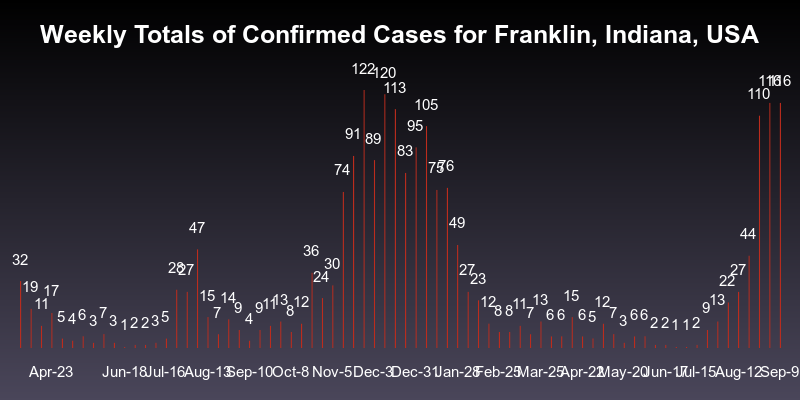 Weekly Totals of Confirmed Cases for Franklin, Indiana, USA
32 19 11 17 5 4 6 3 7 3 1 2 2 3 5 28 27 47 15 7 14 9 4 9 11 13 8 12 36 24 30 74 91 122 89 120 113 83 95 105 75 76 49 27 23 12 8 8 11 7 13 6 6 15 6 5 12 7 3 6 6 2 2 1 1 2 9 13 22 27 44 110 116 116
Apr-23 Jun-18 Jul-16 Aug-13 Sep-10 Oct-8 Nov-5 Dec-3 Dec-31 Jan-28 Feb-25 Mar-25 Apr-22 May-20 Jun-17 Jul-15 Aug-12 Sep-9